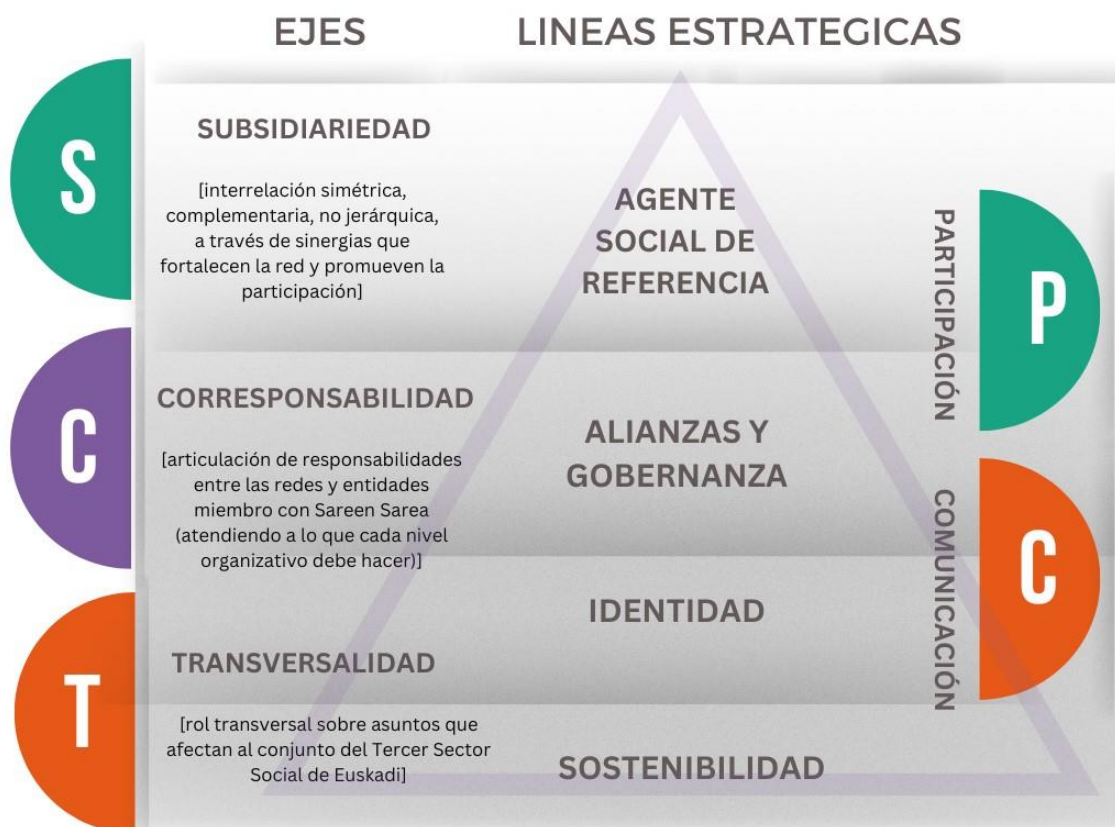 EJES
LINEAS ESTRATEGICAS
S
SUBSIDIARIEDAD
[interrelación simétrica,
complementaria, no jerárquica,
a través de sinergias que
fortalecen la red y promueven la
participación]
C
CORRESPONSABILIDAD
[articulación de responsabilidades
entre las redes y entidades
miembro con Sareen Sarea
(atendiendo a lo que cada nivel
organizativo debe hacer)]
T
TRANSVERSALIDAD
[rol transversal sobre asuntos que
afectan al conjunto del Tercer Sector
Social de Euskadi]
AGENTE
SOCIAL DE
REFERENCIA
ALIANZAS Y
GOBERNANZA
IDENTIDAD
SOSTENIBILIDAD
PARTICIPACIÓN
P
COMUNICACIÓN
C